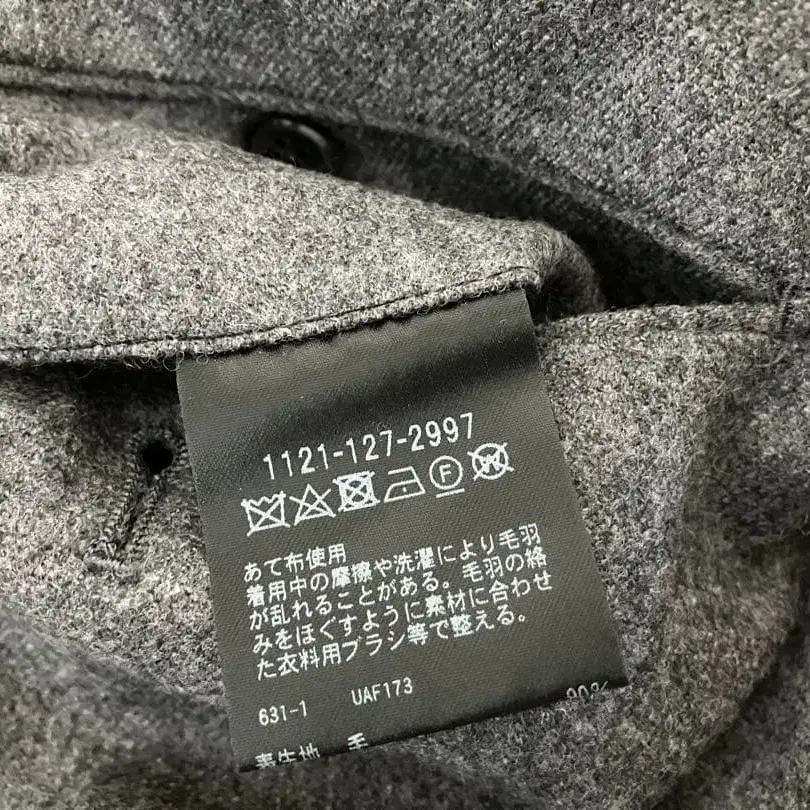 1121-127-2997
F W
あて布使用
着用中の摩擦や洗濯により毛羽
が乱れることがある。毛羽の絡
みをほぐすように素材に合わせ
た衣料用ブラシ等で整える。
631-1 UAF173
表生地 毛 90%